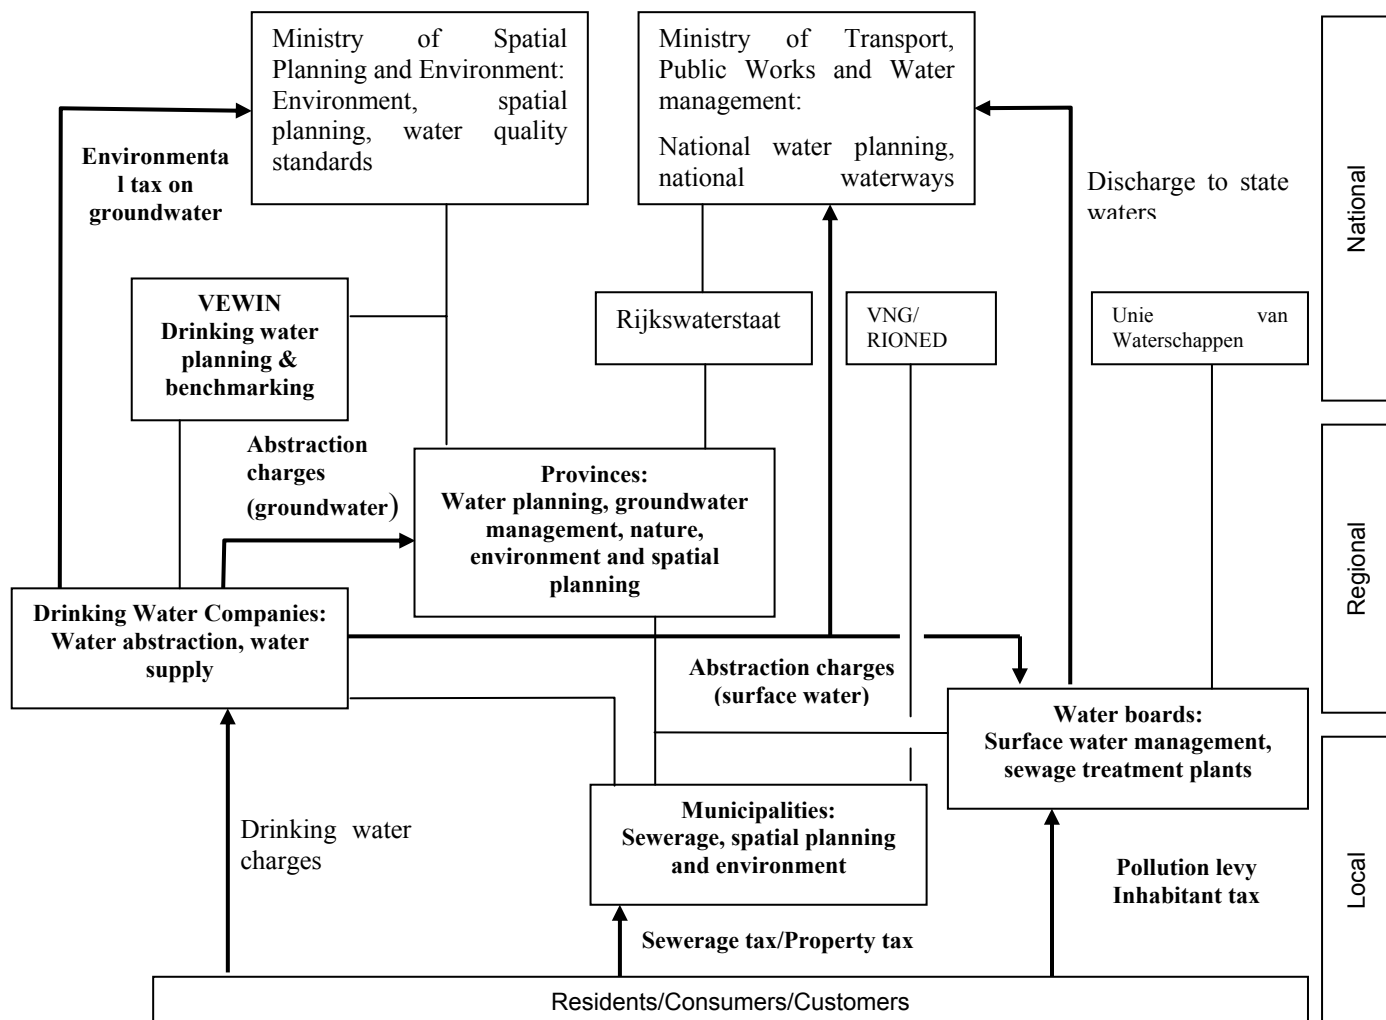 Ministry of Spatial
Planning and Environment:
Environment, spatial
planning, water quality
standards
Ministry of Transport,
Public Works and Water
management:
National water planning,
national waterways
National
Environmenta
l tax on
groundwater
Discharge to state
waters
VEWIN
Drinking water
planning &
benchmarking
Rijkswaterstaat
VNG/
RIONED
Unie van
Waterschappen
Abstraction
charges
(groundwater)
Provinces:
Water planning, groundwater
management, nature,
environment and spatial
planning
Regional
Drinking Water Companies:
Water abstraction, water
supply
Abstraction charges
(surface water)
Water boards:
Surface water management,
sewage treatment plants
Municipalities:
Sewerage, spatial planning
and environment
Drinking water
charges
Pollution levy
Inhabitant tax
Local
Sewerage tax/Property tax
Residents/Consumers/Customers